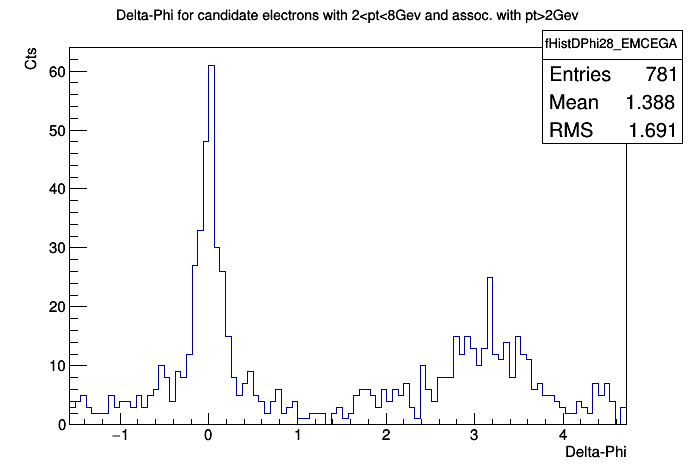 Delta-Phi for candidate electrons with 2<pt<8Gev and assoc. with pt>2Gev
fHistDPhi28_EMCEGA
Entries 781
Mean 1.388
RMS 1.691
Cts
60
50
40
30
20
10
0
−1 0 1 2 3 4
Delta-Phi